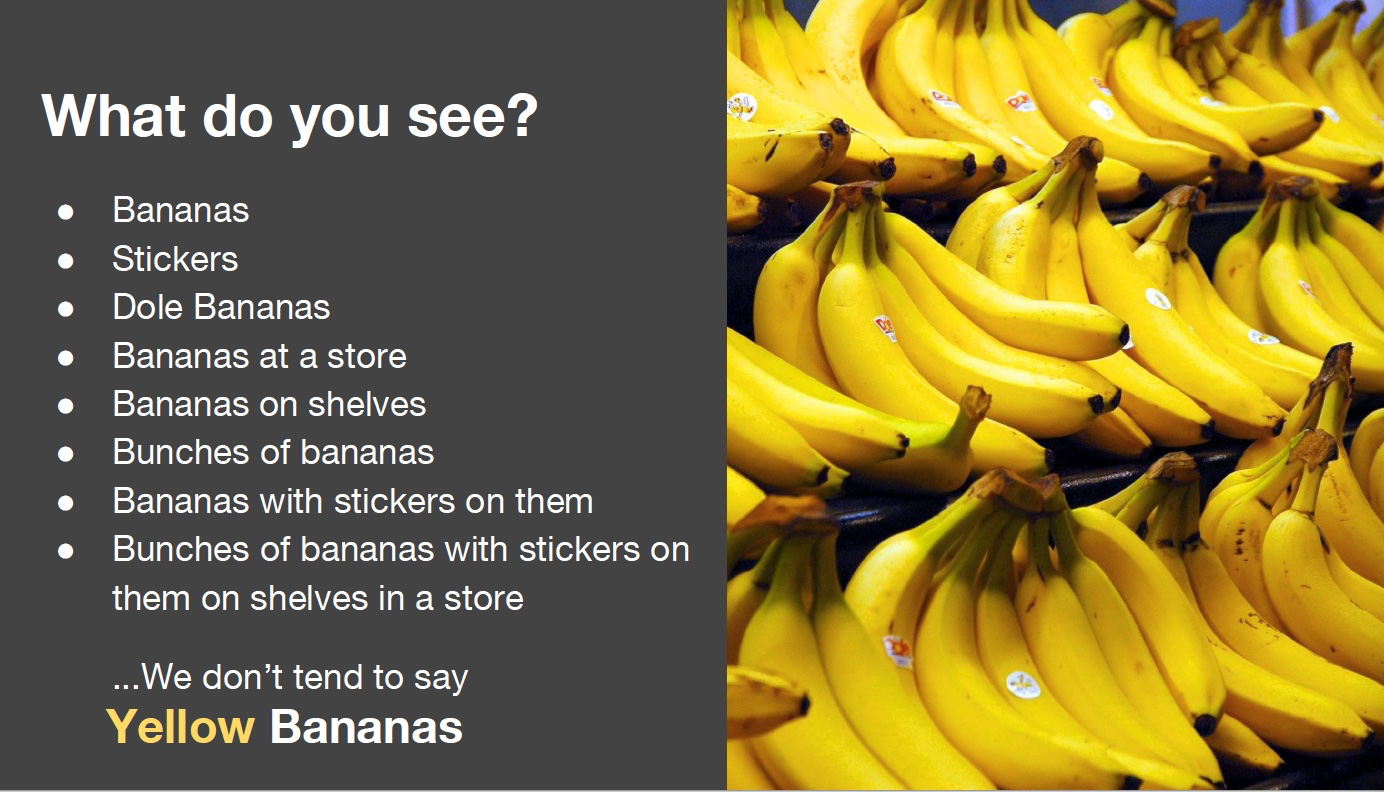 What do you see?
● Bananas
● Stickers
● Dole Bananas
● Bananas at a store
● Bananas on shelves
● Bunches of bananas
● Bananas with stickers on them
● Bunches of bananas with stickers on
them on shelves in a store
...We don’t tend to say
Yellow Bananas